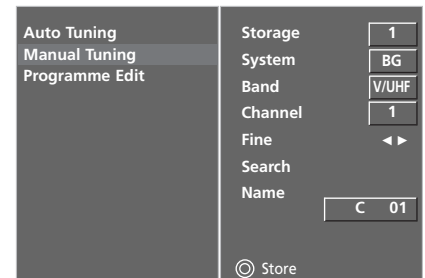 Auto Tuning
Manual Tuning
Programme Edit
Storage 1
System BG
Band V/UHF
Channel 1
Fine ◄ ►
Search
Name
C 01
Store